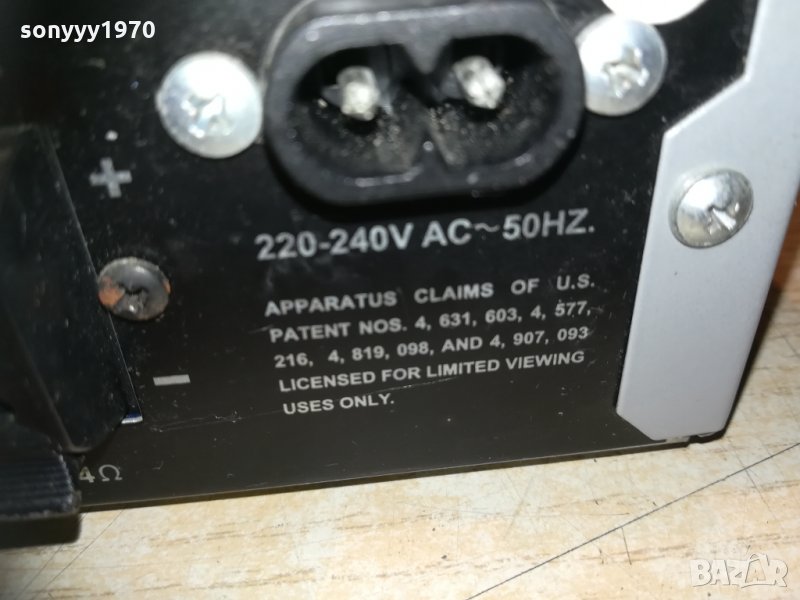 sonyyy1970
+
220-240V AC~50HZ.
APPARATUS CLAIMS OF U.S.
PATENT NOS. 4, 631, 603, 4, 577,
216, 4, 819, 098, AND 4, 907, 093
LICENSED FOR LIMITED VIEWING
USES ONLY.
−
4Ω
BAZAR